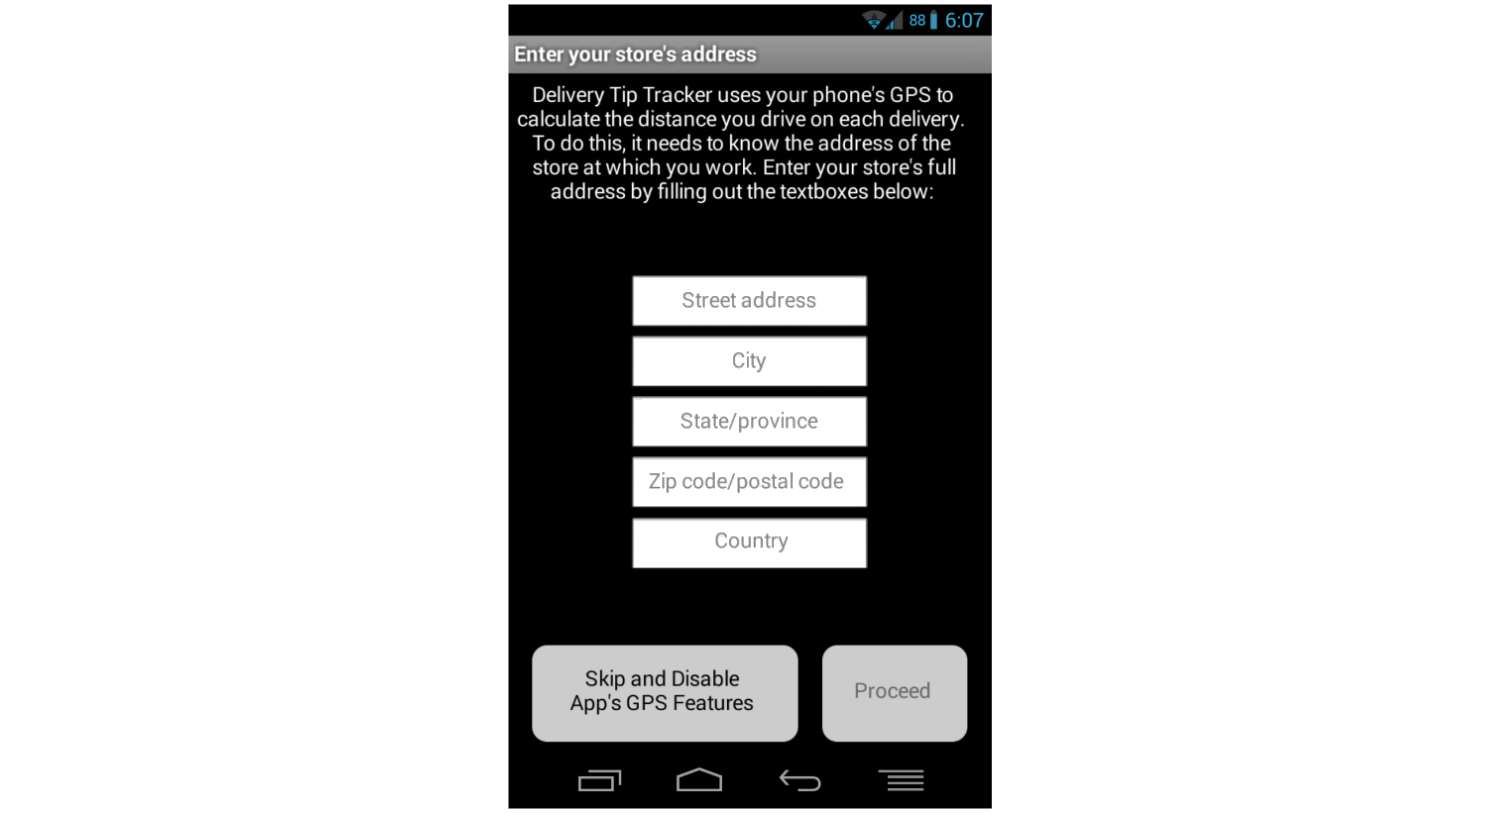 88 6:07
Enter your store's address
Delivery Tip Tracker uses your phone's GPS to
calculate the distance you drive on each delivery.
To do this, it needs to know the address of the
store at which you work. Enter your store's full
address by filling out the textboxes below:
Street address
City
State/province
Zip code/postal code
Country
Skip and Disable
App's GPS Features
Proceed